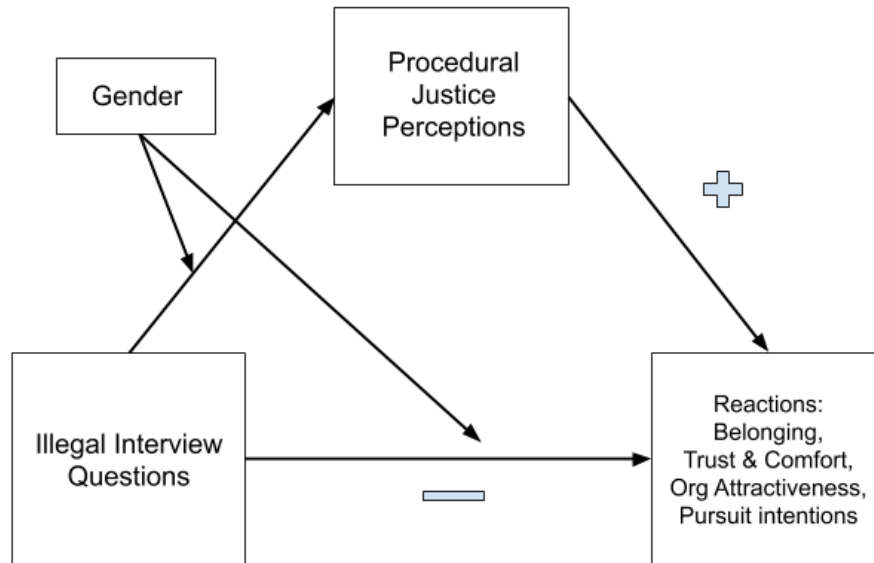 Gender
Procedural
Justice
Perceptions
Illegal Interview
Questions
Reactions:
Belonging,
Trust & Comfort,
Org Attractiveness,
Pursuit intentions